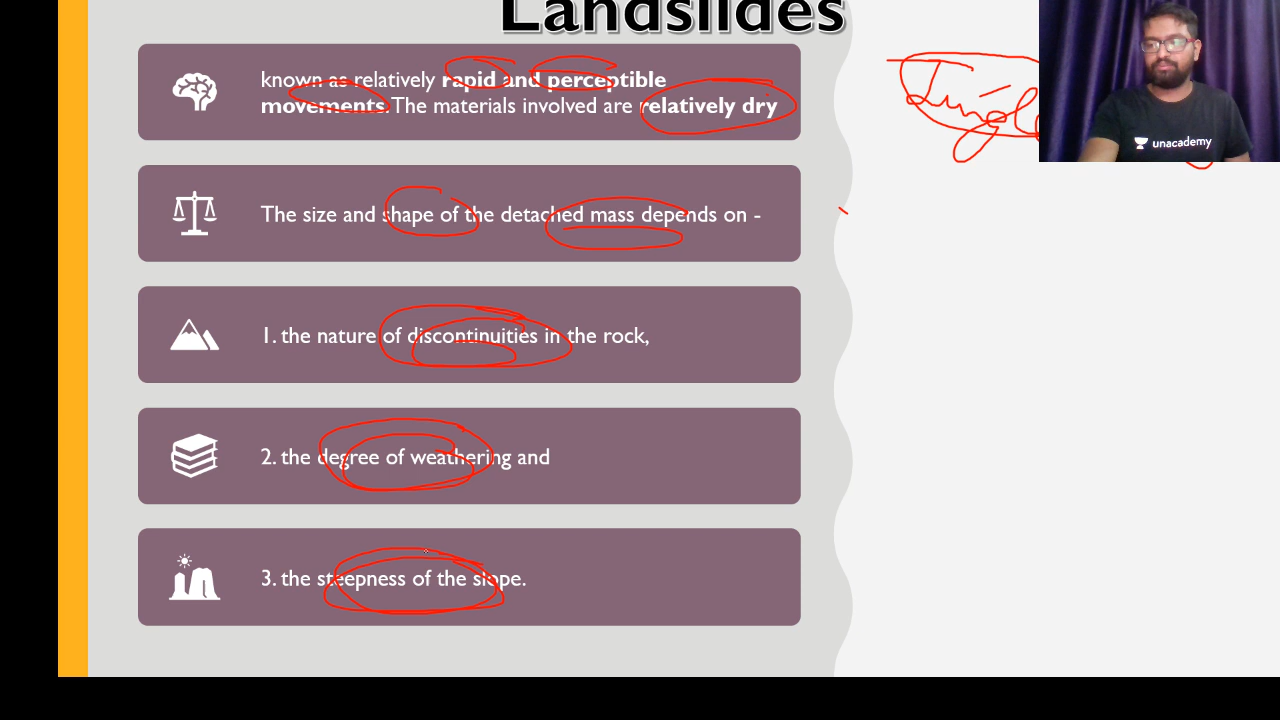 Landslides
known as relatively rapid and perceptible
movements. The materials involved are relatively dry
unacademy
The size and shape of the detached mass depends on -
1. the nature of discontinuities in the rock,
2. the degree of weathering and
3. the steepness of the slope.